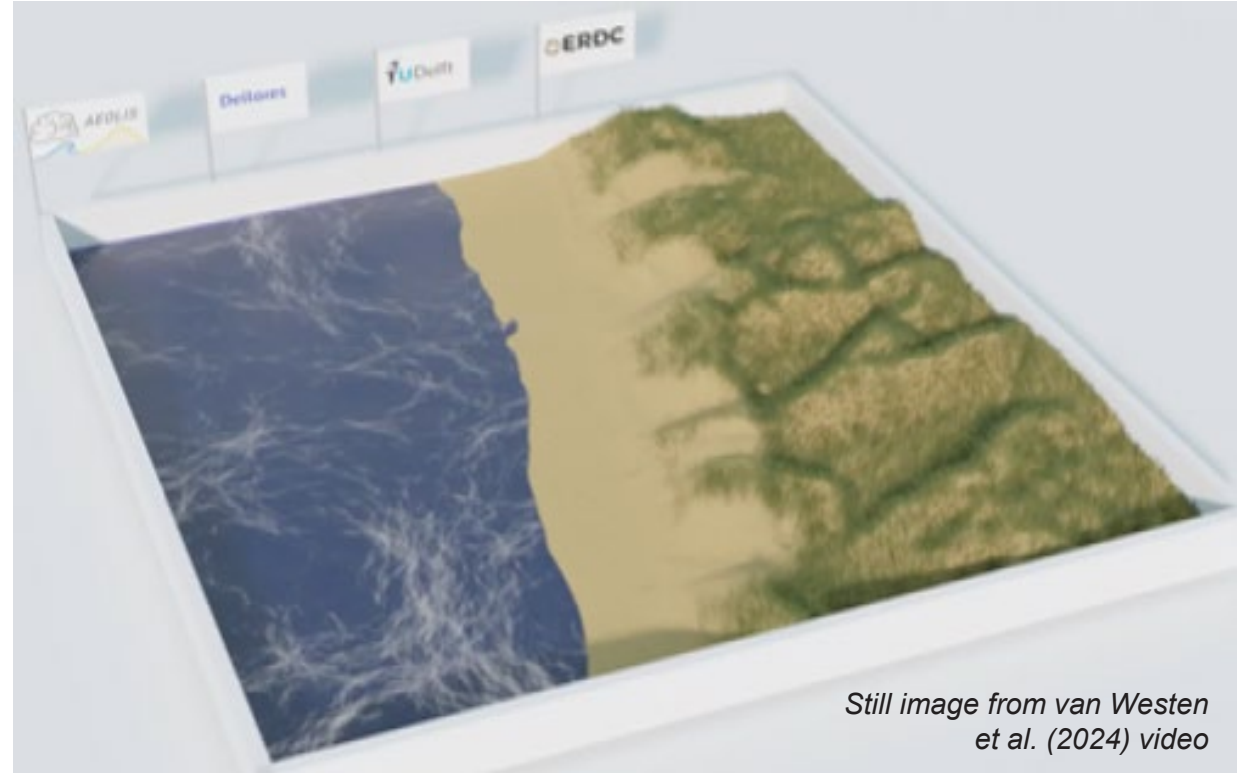 AEOLIS
Deltares
TUDelft
ERDC
Still image from van Westen
et al. (2024) video